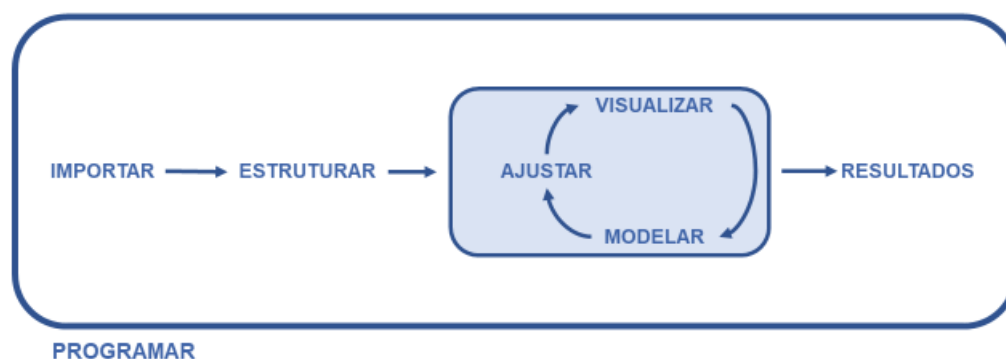 VISUALIZAR
IMPORTAR
ESTRUTURAR
AJUSTAR
RESULTADOS
MODELAR
PROGRAMAR